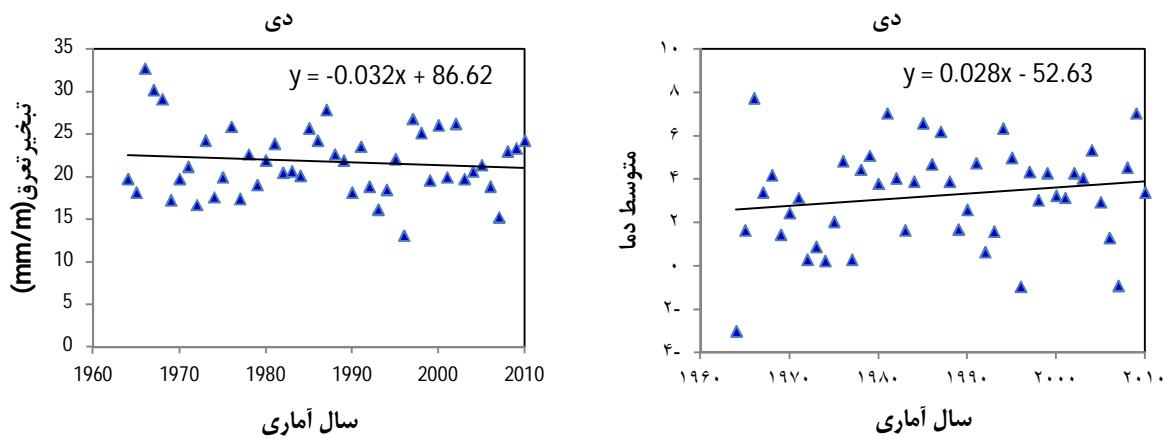 دی
تبخیرتعرق(mm/m)
35
30
25
20
15
10
5
0
y = -0.032x + 86.62
1960 1970 1980 1990 2000 2010
سال آماری
دی
متوسط دما
۱۰
۸
۶
۴
۲
۰
۲-
۴-
y = 0.028x - 52.63
۱۹۶۰ ۱۹۷۰ ۱۹۸۰ ۱۹۹۰ ۲۰۰۰ ۲۰۱۰
سال آماری